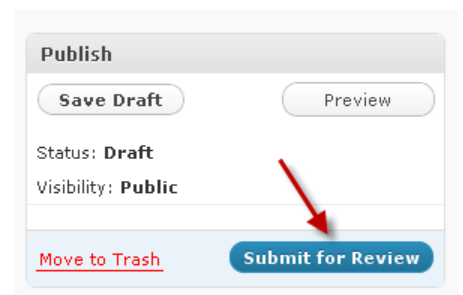 Publish
Save Draft Preview
Status: Draft
Visibility: Public
Move to Trash Submit for Review